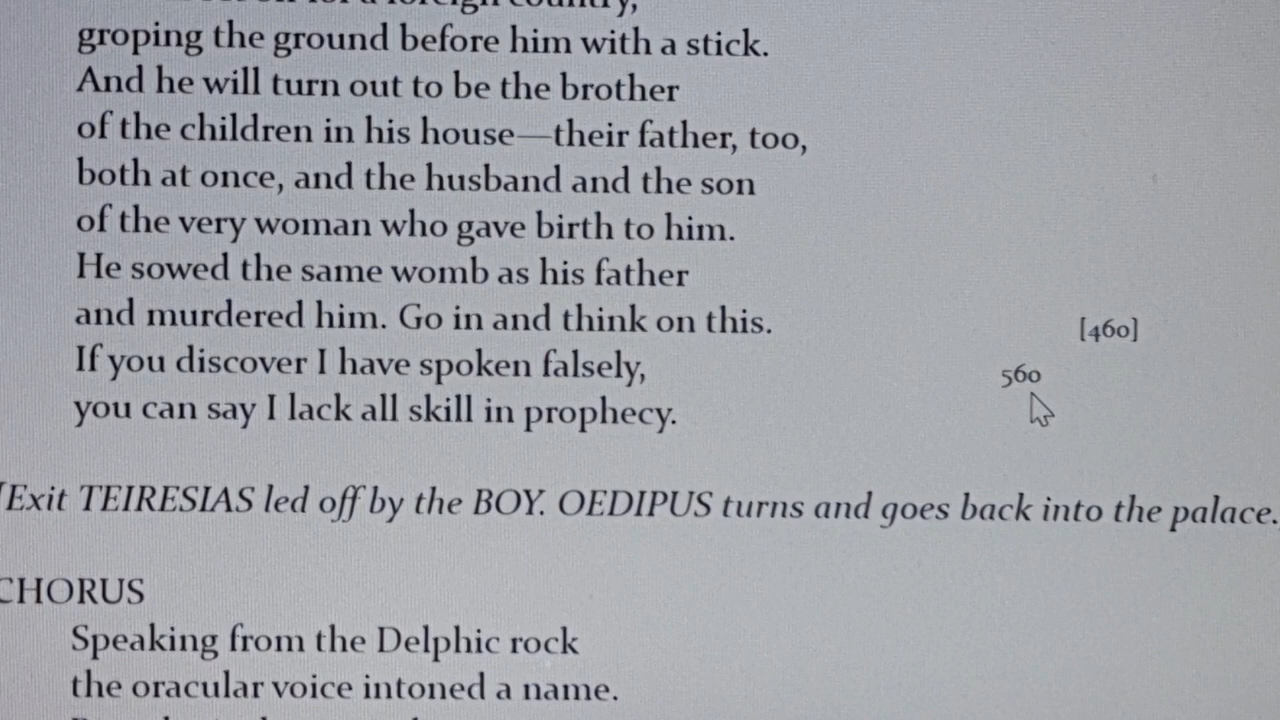 foreign country,
groping the ground before him with a stick.
And he will turn out to be the brother
of the children in his house—their father, too,
both at once, and the husband and the son
of the very woman who gave birth to him.
He sowed the same womb as his father
and murdered him. Go in and think on this. [460]
If you discover I have spoken falsely, 560
you can say I lack all skill in prophecy.
[Exit TEIRESIAS led off by the BOY. OEDIPUS turns and goes back into the palace.
CHORUS
Speaking from the Delphic rock
the oracular voice intoned a name.